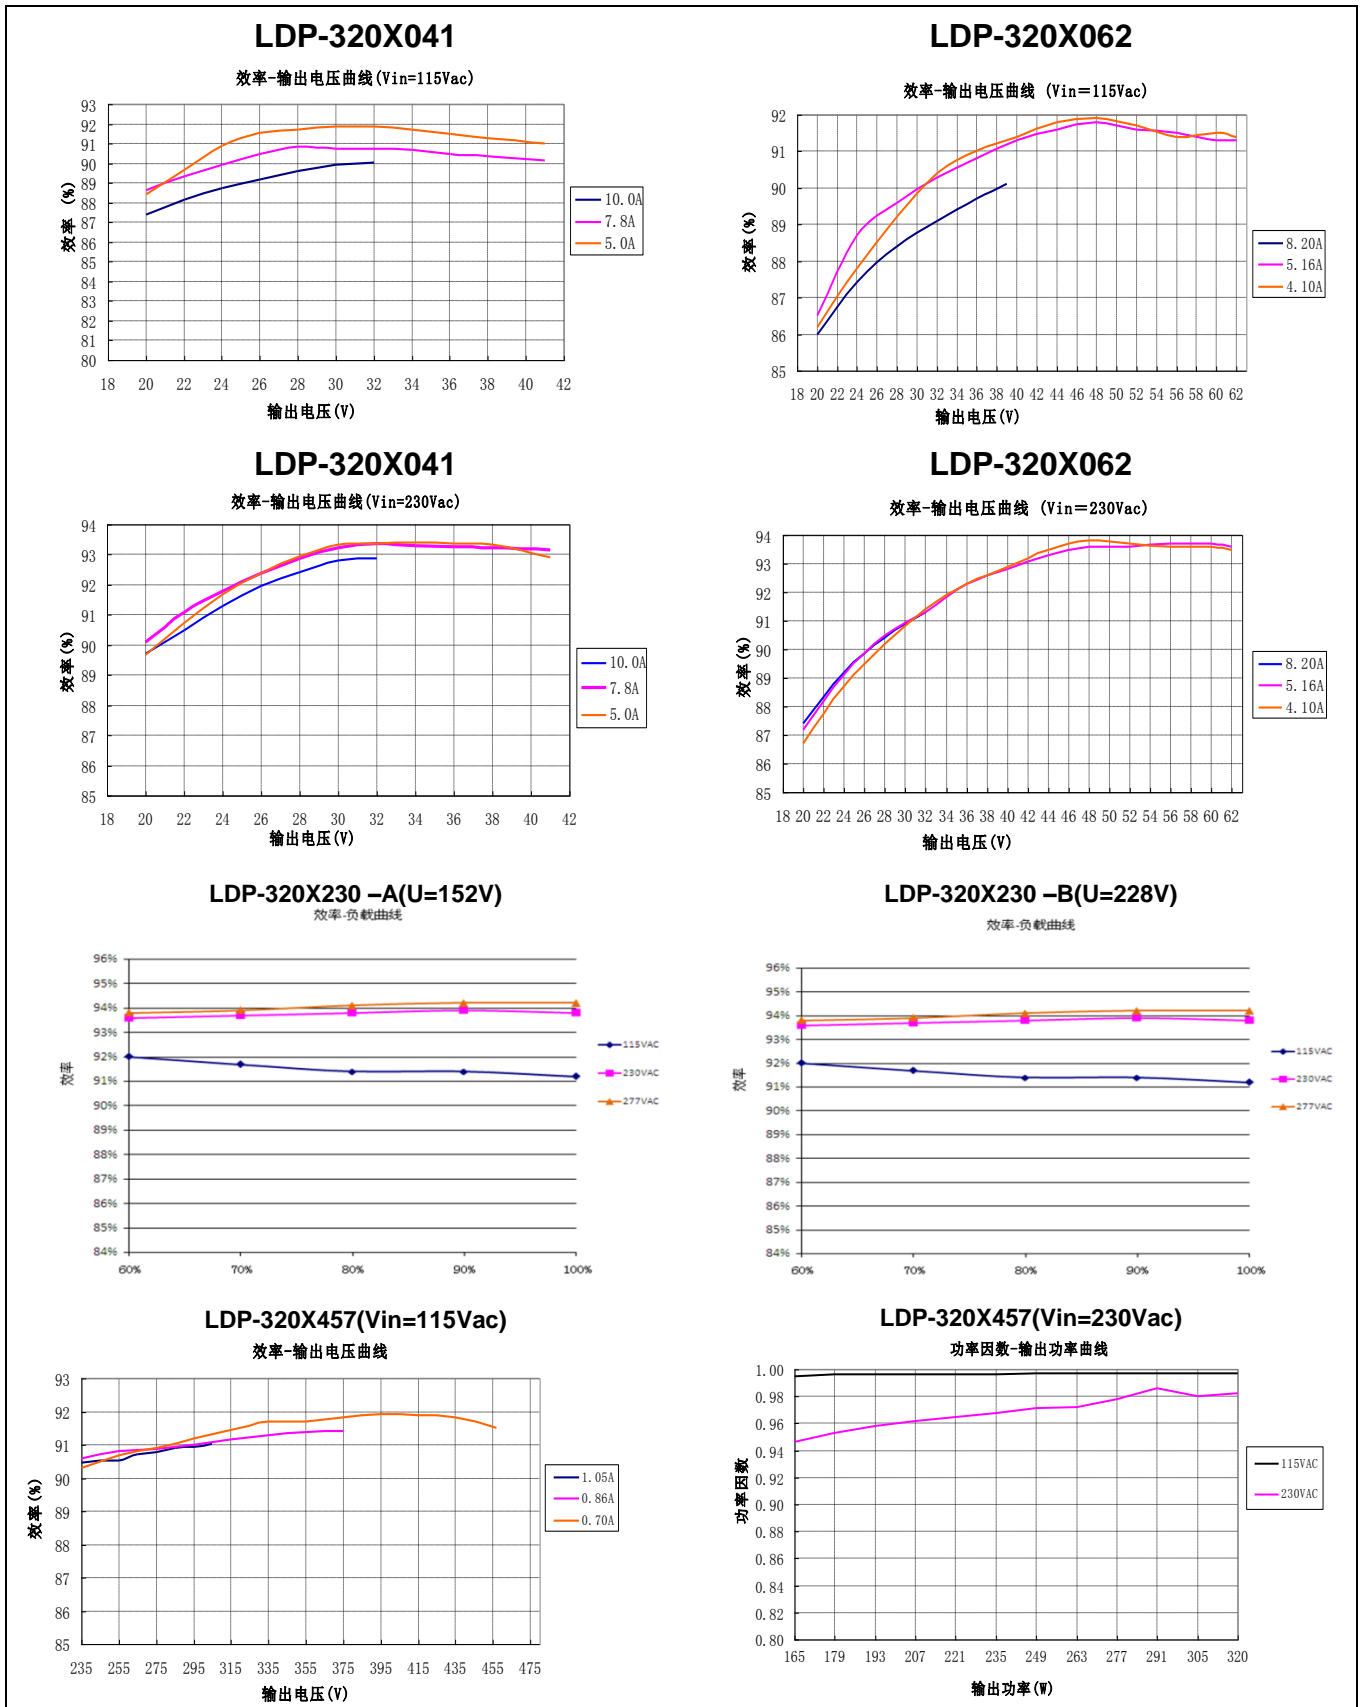 LDP-320X041
效率-输出电压曲线(Vin=115Vac)
93
92
91
90
89
88
87
86
85
84
83
82
81
80
效率 (%)
18 20 22 24 26 28 30 32 34 36 38 40 42
输出电压(V)
10.0A
7.8A
5.0A
LDP-320X062
效率-输出电压曲线 (Vin=115Vac)
92
91
90
89
88
87
86
85
效率(%)
18 20 22 24 26 28 30 32 34 36 38 40 42 44 46 48 50 52 54 56 58 60 62
输出电压(V)
8.20A
5.16A
4.10A
LDP-320X041
效率-输出电压曲线(Vin=230Vac)
94
93
92
91
90
89
88
87
86
85
效率(%)
18 20 22 24 26 28 30 32 34 36 38 40 42
输出电压(V)
10.0A
7.8A
5.0A
LDP-320X062
效率-输出电压曲线 (Vin=230Vac)
94
93
92
91
90
89
88
87
86
85
效率(%)
18 20 22 24 26 28 30 32 34 36 38 40 42 44 46 48 50 52 54 56 58 60 62
输出电压(V)
8.20A
5.16A
4.10A
LDP-320X230 –A(U=152V)
效率-负载曲线
96%
95%
94%
93%
92%
91%
90%
89%
88%
87%
86%
85%
84%
效率
60% 70% 80% 90% 100%
115VAC
230VAC
277VAC
LDP-320X230 –B(U=228V)
效率-负载曲线
96%
95%
94%
93%
92%
91%
90%
89%
88%
87%
86%
85%
84%
效率
60% 70% 80% 90% 100%
115VAC
230VAC
277VAC
LDP-320X457(Vin=115Vac)
效率-输出电压曲线
93
92
91
90
89
88
87
86
85
效率(%)
235 255 275 295 315 335 355 375 395 415 435 455 475
输出电压(V)
1.05A
0.86A
0.70A
LDP-320X457(Vin=230Vac)
功率因数-输出功率曲线
1.00
0.98
0.96
0.94
0.92
0.90
0.88
0.86
0.84
0.82
0.80
功率因数
165 179 193 207 221 235 249 263 277 291 305 320
输出功率(W)
115VAC
230VAC